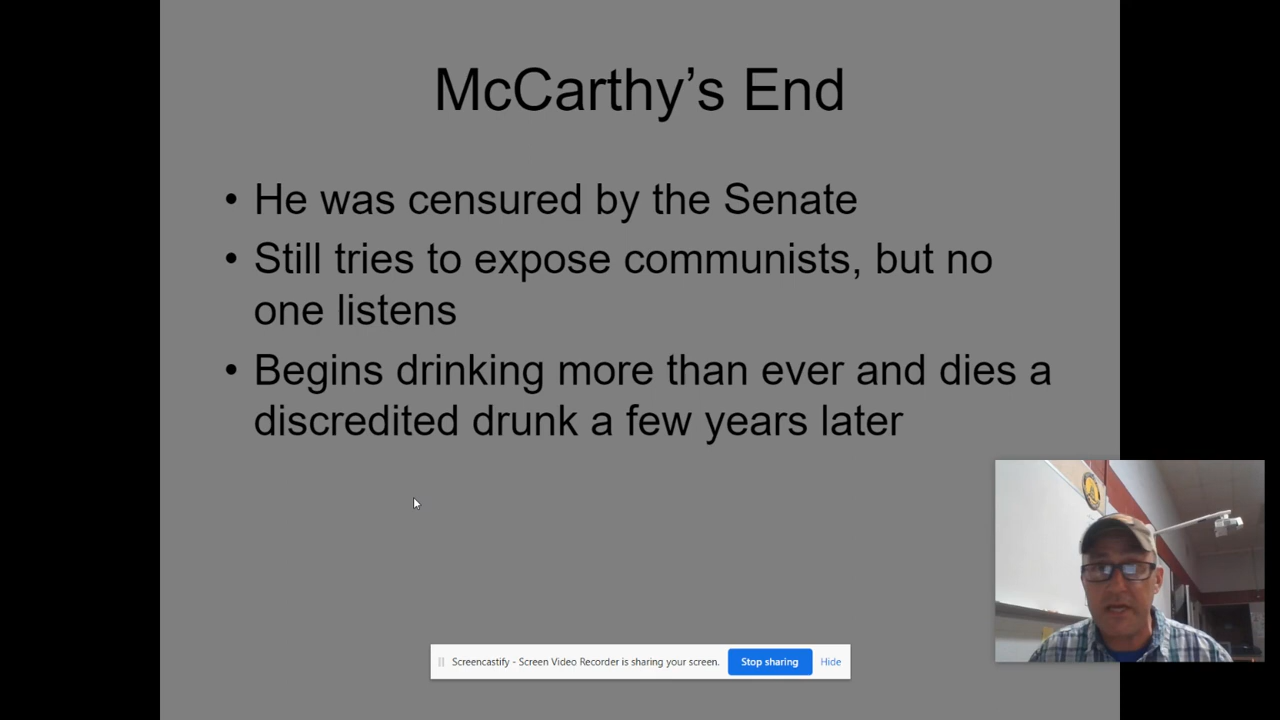 McCarthy’s End
• He was censured by the Senate
• Still tries to expose communists, but no
one listens
• Begins drinking more than ever and dies a
discredited drunk a few years later
Screencastify - Screen Video Recorder is sharing your screen. Stop sharing Hide